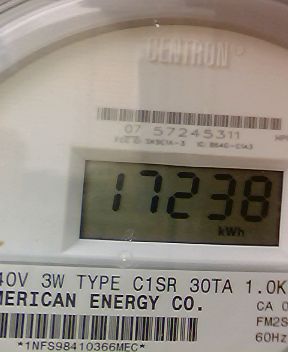 CENTRON®
07 57245311
17238
kWh
40V 3W TYPE C1SR 30TA 1.0K
MERICAN ENERGY CO.
CA 0
FM2S
60Hz
*1NFS98410366MEC*